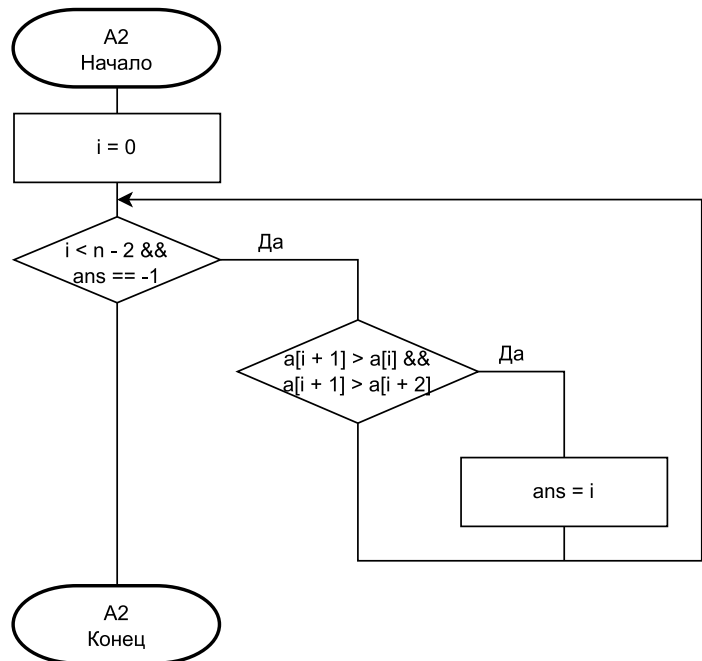 A2
Начало
i = 0
i < n - 2 &&
ans == -1
Да
a[i + 1] > a[i] &&
a[i + 1] > a[i + 2]
Да
ans = i
A2
Конец